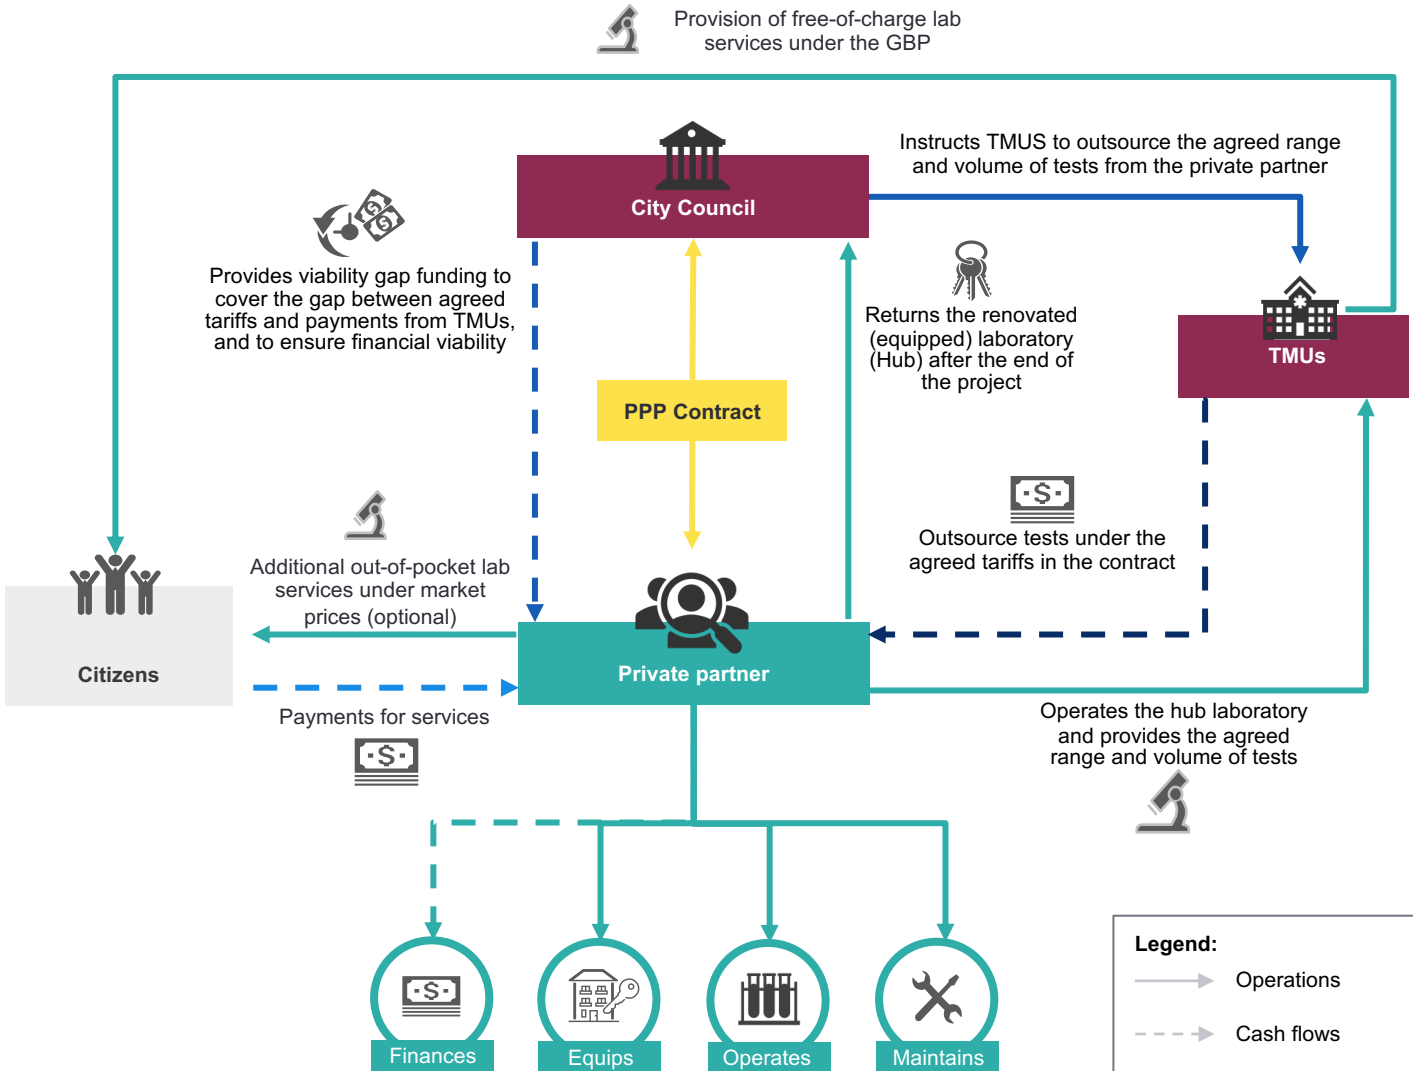 Provision of free-of-charge lab
services under the GBP
Instructs TMUS to outsource the agreed range
and volume of tests from the private partner
City Council
Provides viability gap funding to
cover the gap between agreed
tariffs and payments from TMUs,
and to ensure financial viability
Returns the renovated
(equipped) laboratory
(Hub) after the end of
the project
TMUs
PPP Contract
Outsource tests under the
agreed tariffs in the contract
Additional out-of-pocket lab
services under market
prices (optional)
Citizens
Private partner
Payments for services
Operates the hub laboratory
and provides the agreed
range and volume of tests
Legend:
Operations
Cash flows
Finances
Equips
Operates
Maintains